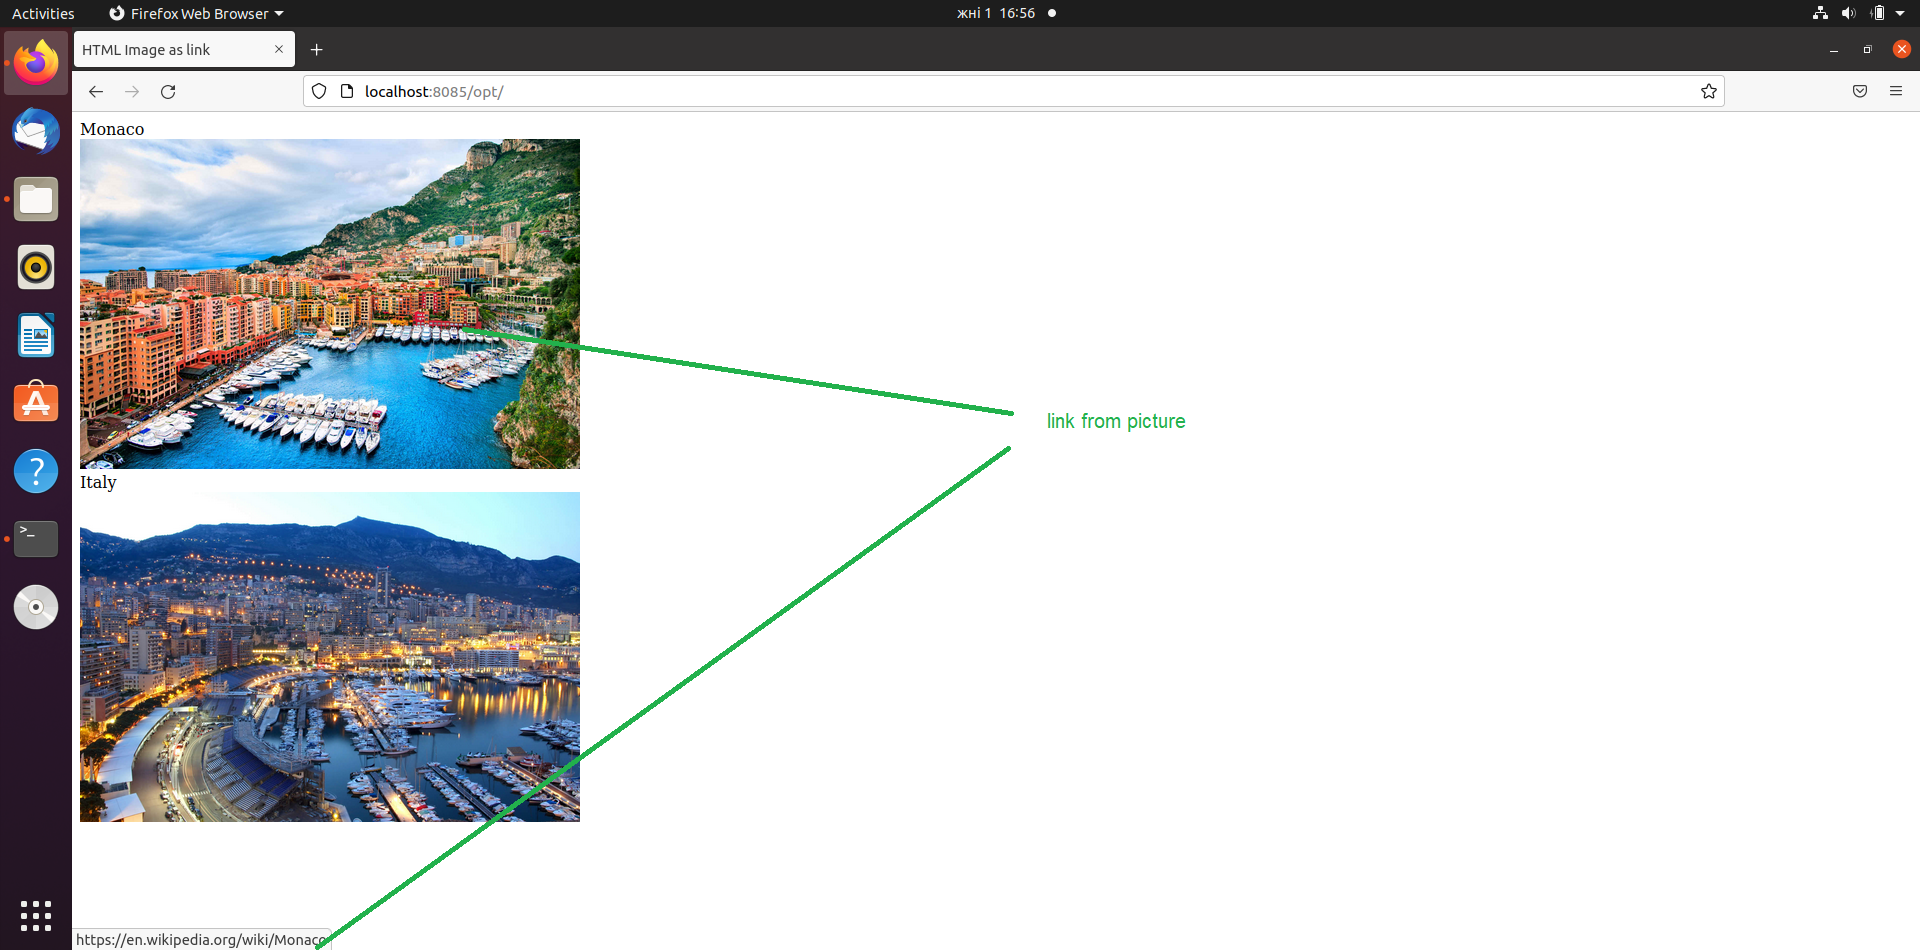 Activities
Firefox Web Browser
жні 1 16:56
HTML Image as link
localhost:8085/opt/
Monaco
link from picture
Italy
https://en.wikipedia.org/wiki/Monaco